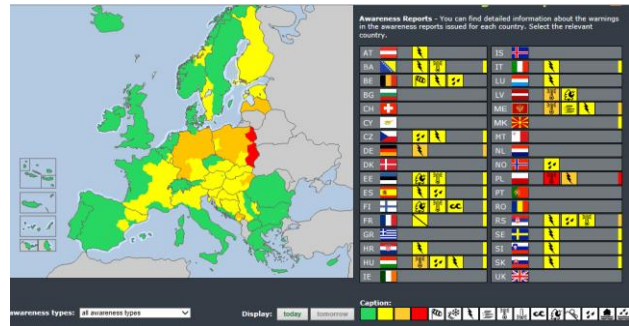 Awareness Reports - You can find detailed information about the warnings
in the awareness reports issued for each country. Select the relevant
country.
AT IS
BA IT
BE LU
BG LV
CH ME
CY MK
CZ MT
DE NL
DK NO
EE PL
ES PT
FI RO
FR RS
GR SE
HR SI
HU SK
IE UK
awareness types: all awareness types Display: today tomorrow Caption: